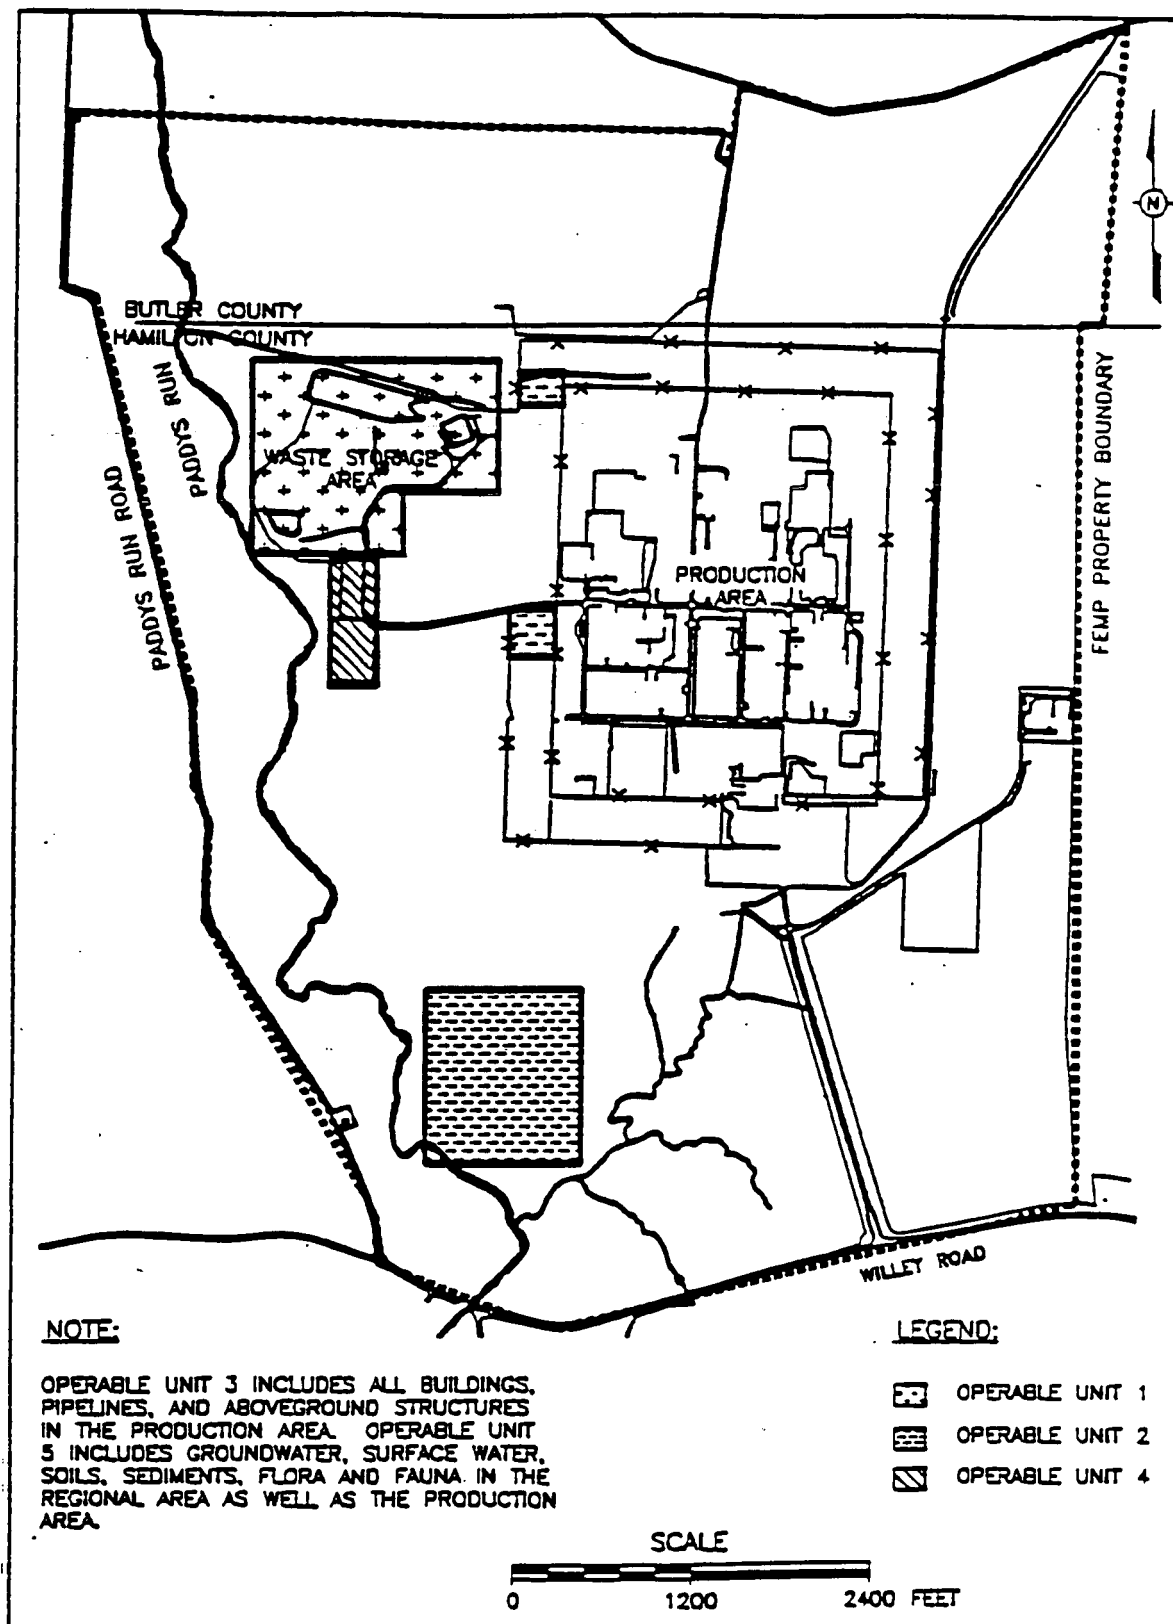 N
BUTLER COUNTY
HAMILTON COUNTY
PADDYS RUN
PADDYS RUN ROAD
WASTE STORAGE
AREA
PRODUCTION
AREA
FEMP PROPERTY BOUNDARY
WILLEY ROAD
NOTE:
OPERABLE UNIT 3 INCLUDES ALL BUILDINGS,
PIPELINES, AND ABOVEGROUND STRUCTURES
IN THE PRODUCTION AREA. OPERABLE UNIT
5 INCLUDES GROUNDWATER, SURFACE WATER,
SOILS, SEDIMENTS, FLORA AND FAUNA IN THE
REGIONAL AREA AS WELL AS THE PRODUCTION
AREA.
LEGEND:
OPERABLE UNIT 1
OPERABLE UNIT 2
OPERABLE UNIT 4
SCALE
0 1200 2400 FEET